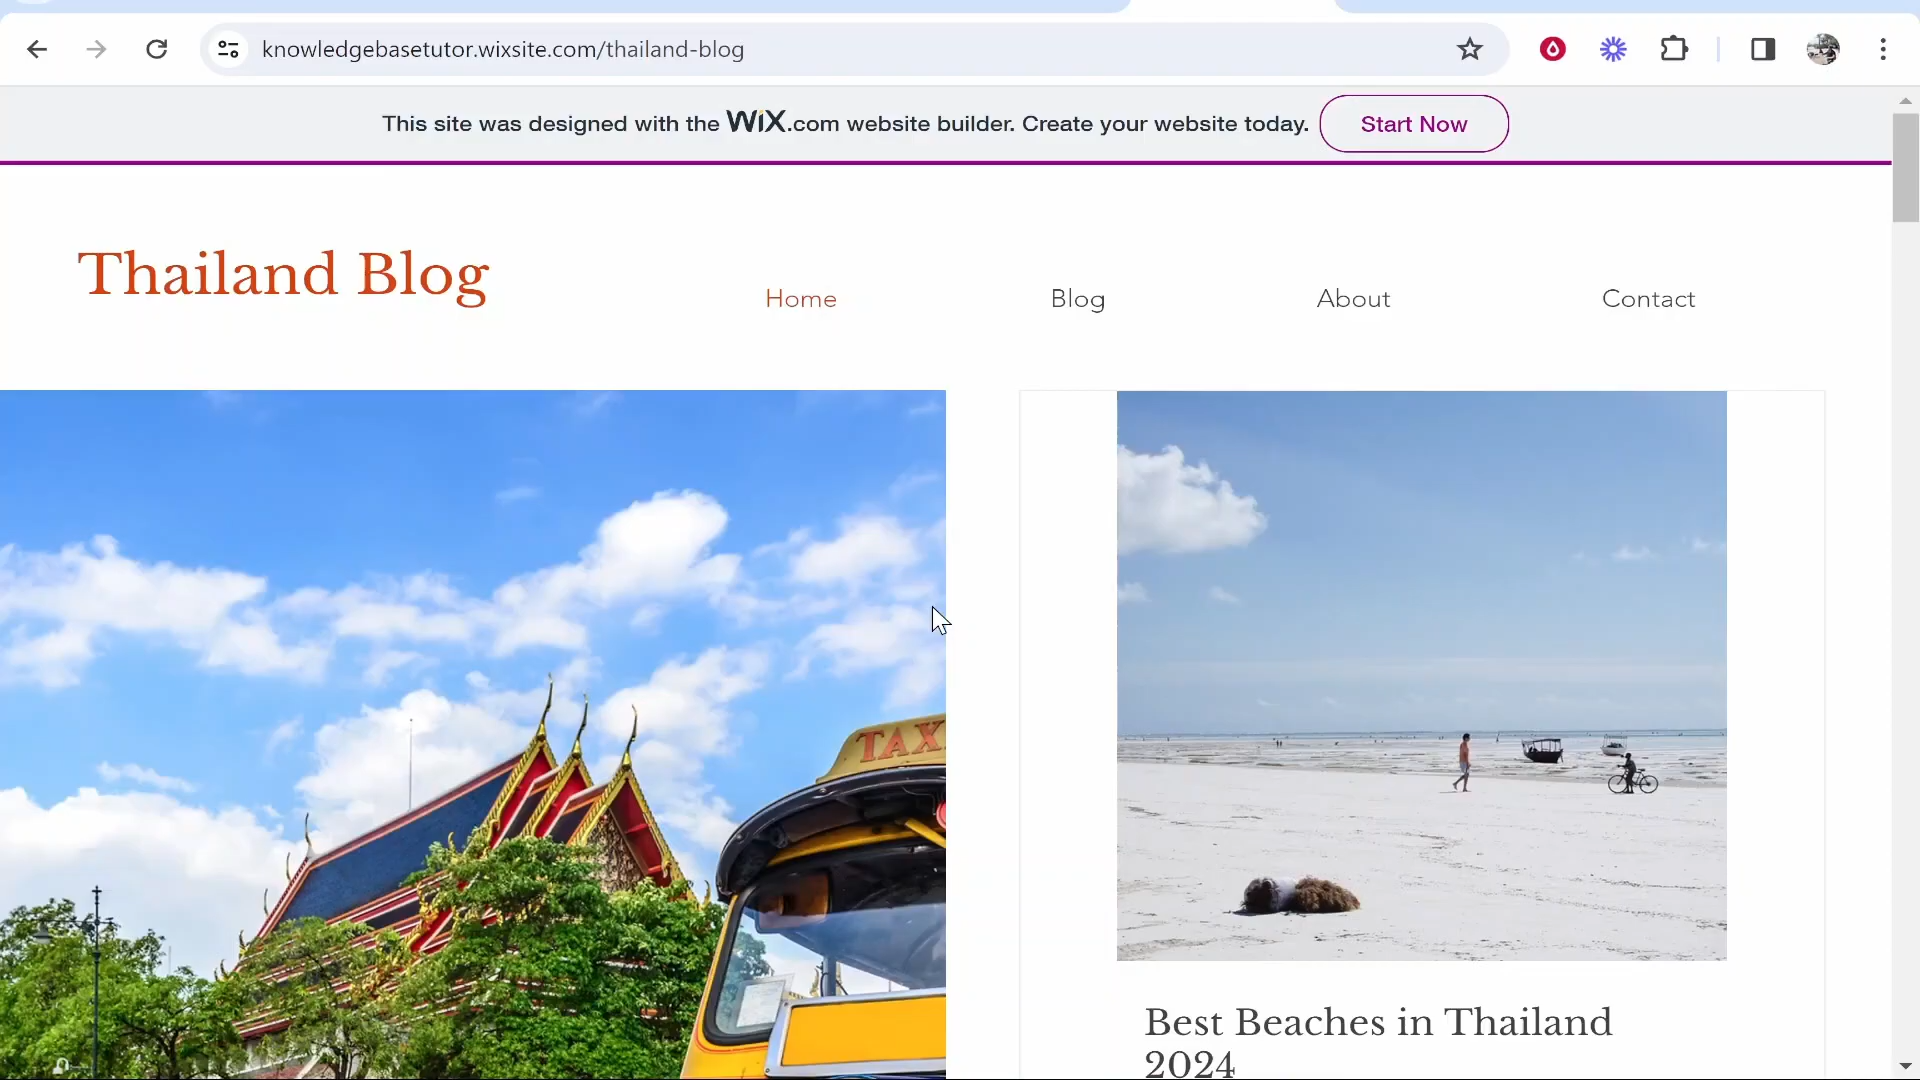 knowledgebasetutor.wixsite.com/thailand-blog
This site was designed with the WiX.com website builder. Create your website today. Start Now
Thailand Blog
Home Blog About Contact
TAX
Best Beaches in Thailand
2024